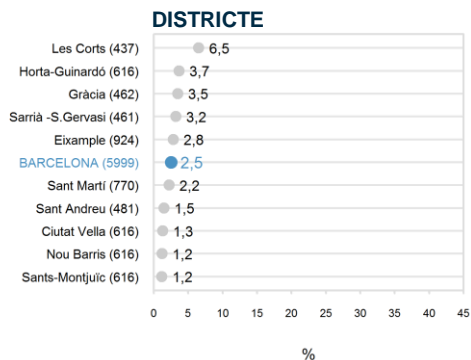 DISTRICTE
Les Corts (437) 6,5
Horta-Guinardó (616) 3,7
Gràcia (462) 3,5
Sarrià -S.Gervasi (461) 3,2
Eixample (924) 2,8
BARCELONA (5999) 2,5
Sant Martí (770) 2,2
Sant Andreu (481) 1,5
Ciutat Vella (616) 1,3
Nou Barris (616) 1,2
Sants-Montjuïc (616) 1,2
0 5 10 15 20 25 30 35 40 45
%